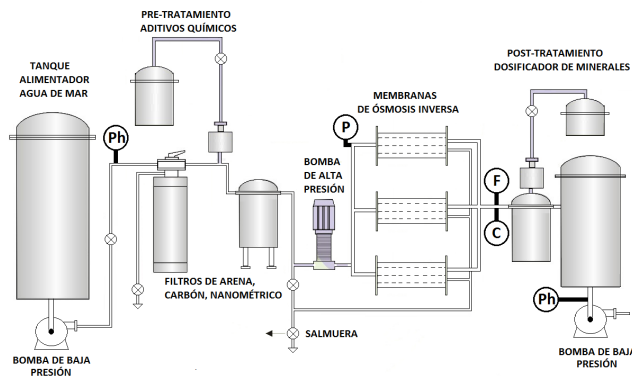 PRE-TRATAMIENTO
ADITIVOS QUÍMICOS
TANQUE
ALIMENTADOR
AGUA DE MAR
Ph
FILTROS DE ARENA,
CARBÓN, NANOMÉTRICO
BOMBA DE BAJA
PRESIÓN
BOMBA
DE ALTA
PRESIÓN
SALMUERA
MEMBRANAS
DE ÓSMOSIS INVERSA
P
F
C
POST-TRATAMIENTO
DOSIFICADOR DE MINERALES
Ph
BOMBA DE BAJA
PRESIÓN